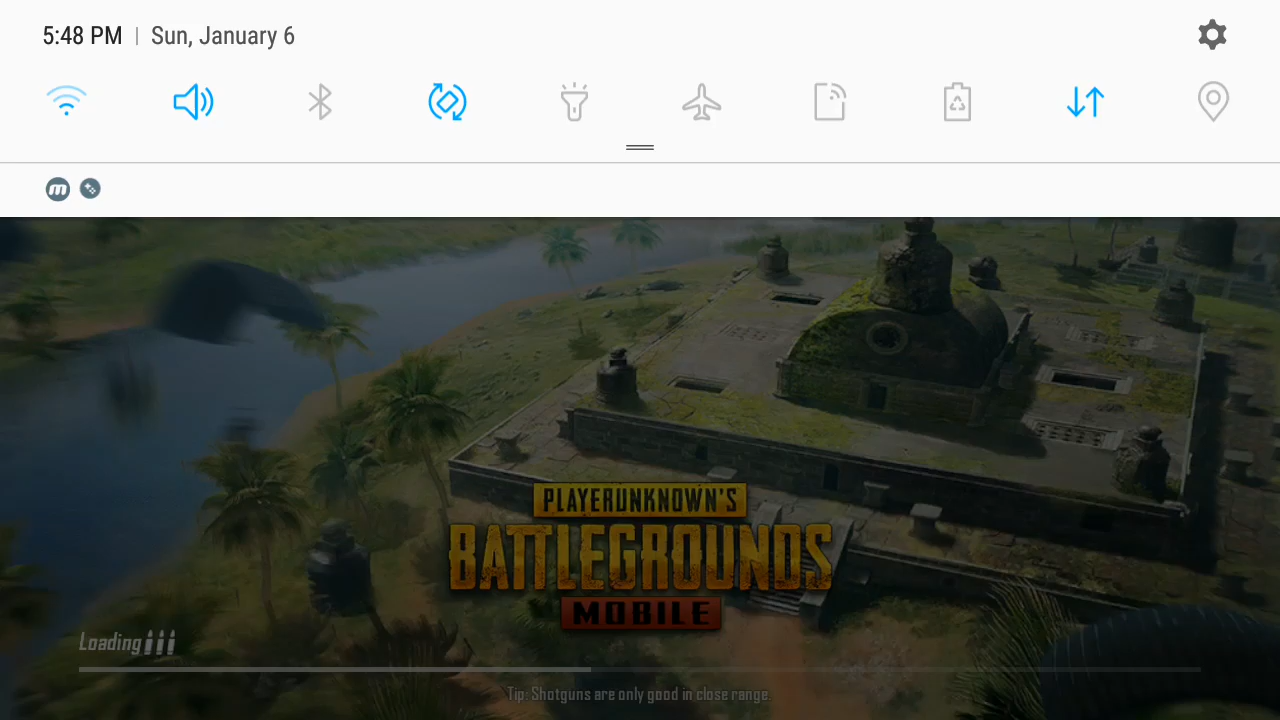 5:48 PM | Sun, January 6
m
PLAYERUNKNOWN'S
BATTLEGROUNDS
MOBILE
Loading
Tip: Shotguns are only good in close range.